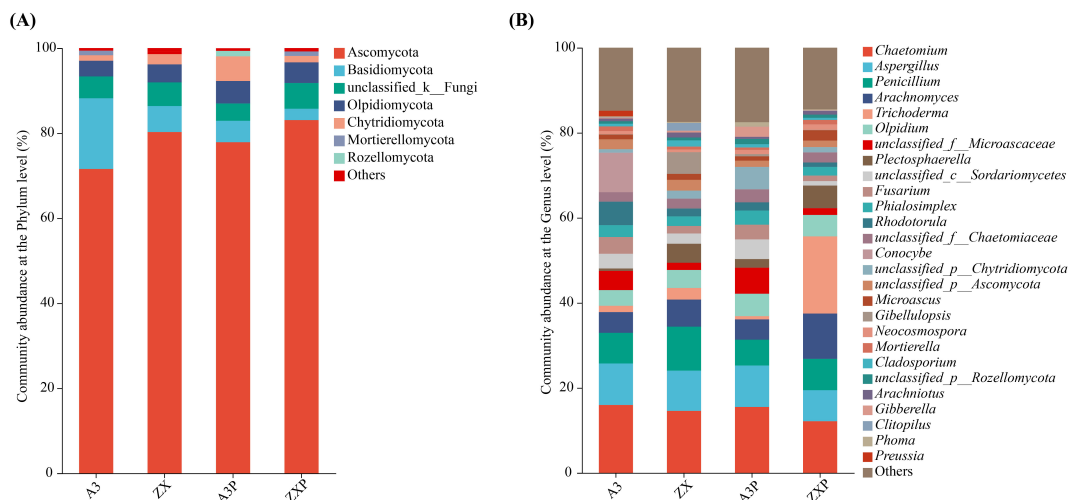 (A)
Community abundance at the Phylum level (%)
100
80
60
40
20
0
A3
ZX
A3P
ZXP
Ascomycota
Basidiomycota
unclassified_k__Fungi
Olpidiomycota
Chytridiomycota
Mortierellomycota
Rozellomycota
Others
(B)
Community abundance at the Genus level (%)
100
80
60
40
20
0
A3
ZX
A3P
ZXP
Chaetomium
Aspergillus
Penicillium
Arachnomyces
Trichoderma
Olpidium
unclassified_f__Microascaceae
Plectosphaerella
unclassified_c__Sordariomycetes
Fusarium
Phialosimplex
Rhodotorula
unclassified_f__Chaetomiaceae
Conocybe
unclassified_p__Chytridiomycota
unclassified_p__Ascomycota
Microascus
Gibellulopsis
Neocosmospora
Mortierella
Cladosporium
unclassified_p__Rozellomycota
Arachniotus
Gibberella
Clitopilus
Phoma
Preussia
Others